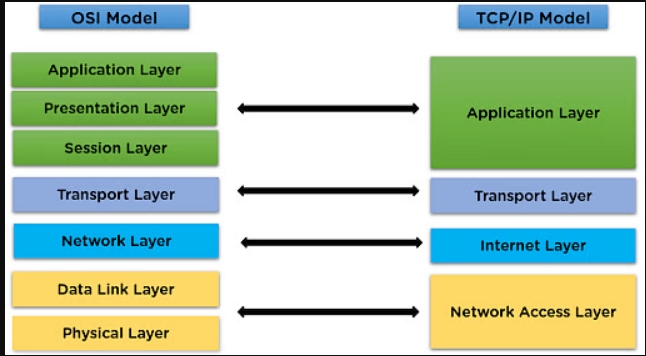 OSI Model
Application Layer
Presentation Layer
Session Layer
Transport Layer
Network Layer
Data Link Layer
Physical Layer
TCP/IP Model
Application Layer
Transport Layer
Internet Layer
Network Access Layer